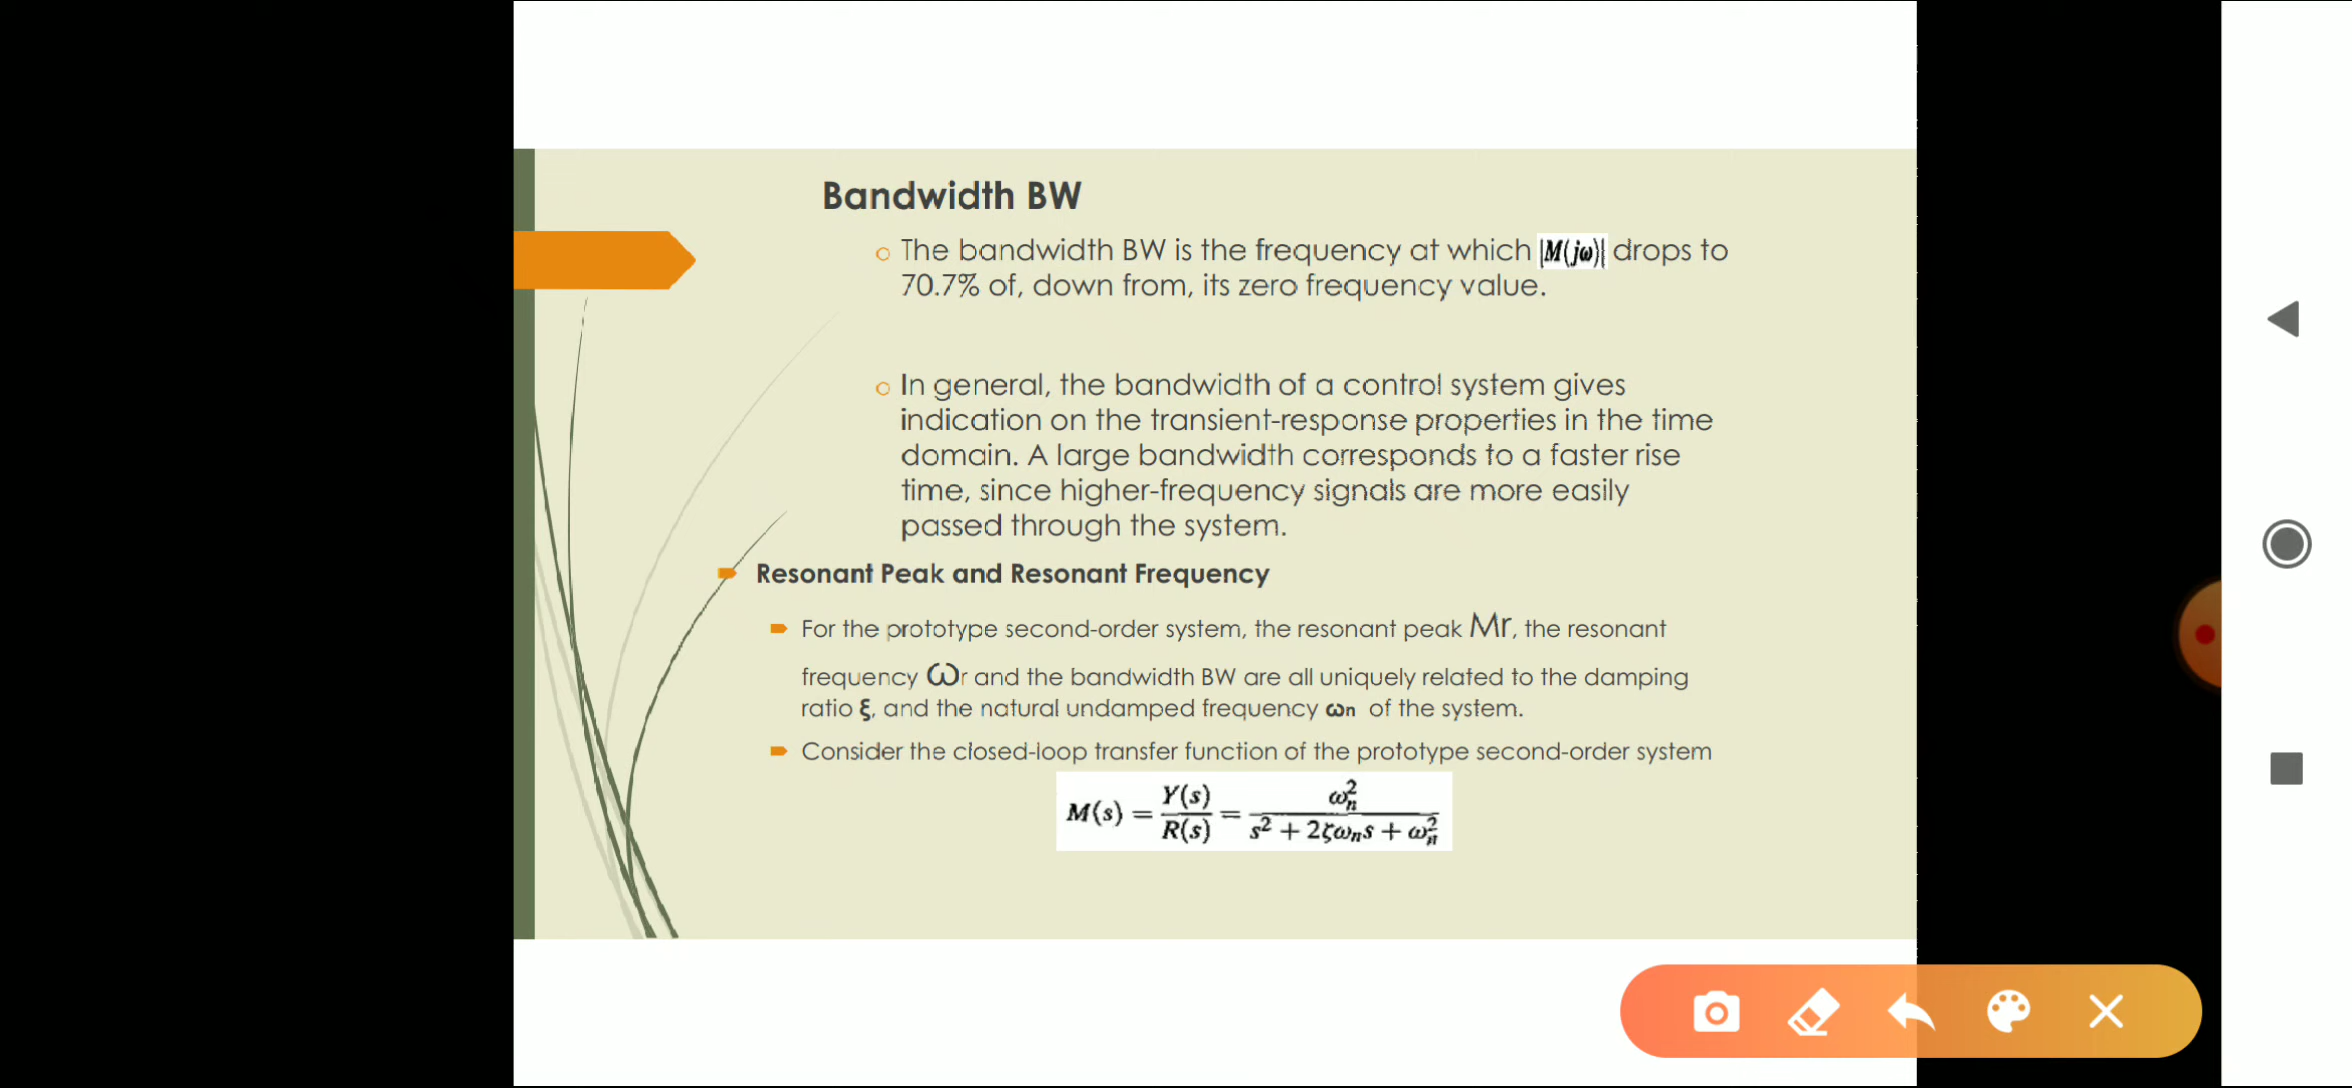 Bandwidth BW
The bandwidth BW is the frequency at which |M(jω)| drops to
70.7% of, down from, its zero frequency value.
In general, the bandwidth of a control system gives
indication on the transient-response properties in the time
domain. A large bandwidth corresponds to a faster rise
time, since higher-frequency signals are more easily
passed through the system.
Resonant Peak and Resonant Frequency
For the prototype second-order system, the resonant peak Mr, the resonant
frequency ωr and the bandwidth BW are all uniquely related to the damping
ratio ξ, and the natural undamped frequency ωn of the system.
Consider the closed-loop transfer function of the prototype second-order system
M(s) = Y(s)/R(s) = ωn²/(s² + 2ζωns + ωn²)